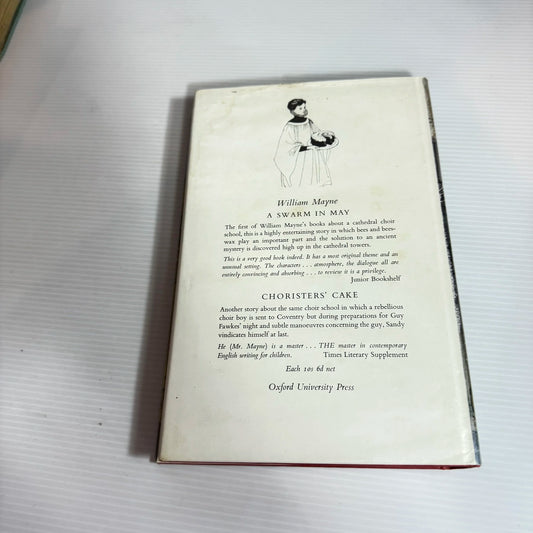 William Mayne
A SWARM IN MAY
The first of William Mayne's books about a cathedral choir
school, this is a highly entertaining story in which bees and bees-
wax play an important part and the solution to an ancient
mystery is discovered high up in the cathedral towers.
This is a very good book indeed. It has a most original theme and an
unusual setting. The characters . . . atmosphere, the dialogue all are
entirely convincing and absorbing . . . to review it is a privilege.
Junior Bookshelf
CHORISTERS' CAKE
Another story about the same choir school in which a rebellious
choir boy is sent to Coventry but during preparations for Guy
Fawkes' night and subtle manoeuvres concerning the guy, Sandy
vindicates himself at last.
He (Mr. Mayne) is a master . . . THE master in contemporary
English writing for children. Times Literary Supplement
Each 10s 6d net
Oxford University Press